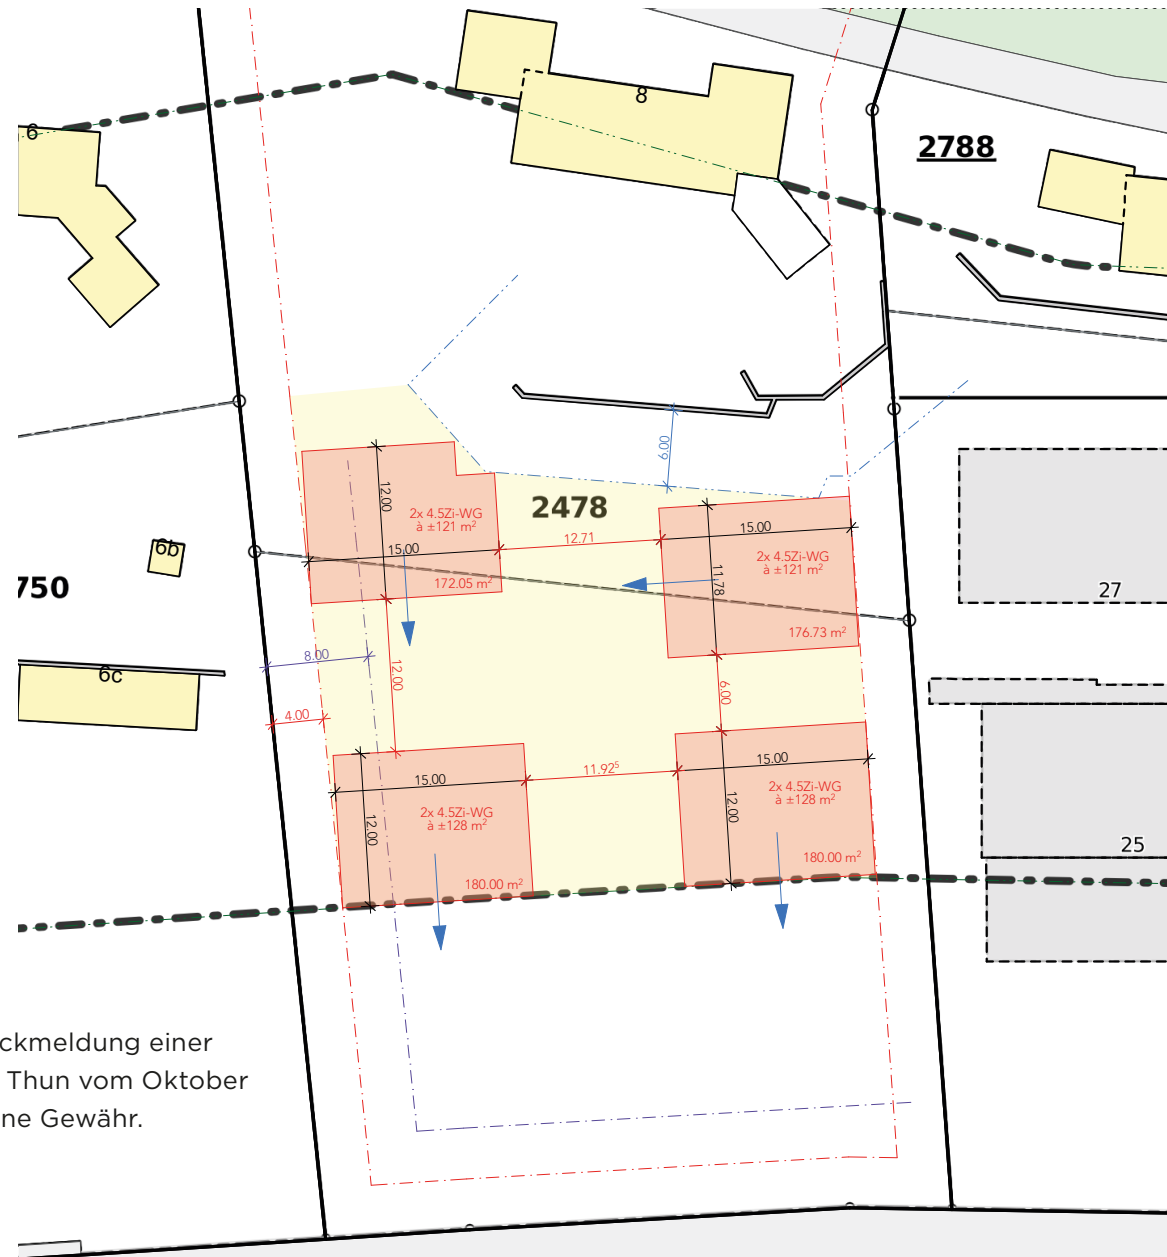 8
6
2788
6.00
12.00
2478
2x 4.5Zi-WG
à ±121 m²
15.00
12.71
15.00
2x 4.5Zi-WG
à ±121 m²
6b
15.00
172.05 m²
11.78
750
27
176.73 m²
8.00
6c
12.00
6.00
4.00
15.00
11.92⁵
15.00
2x 4.5Zi-WG
à ±128 m²
2x 4.5Zi-WG
à ±128 m²
12.00
12.00
25
180.00 m²
180.00 m²
ckmeldung einer
Thun vom Oktober
ne Gewähr.